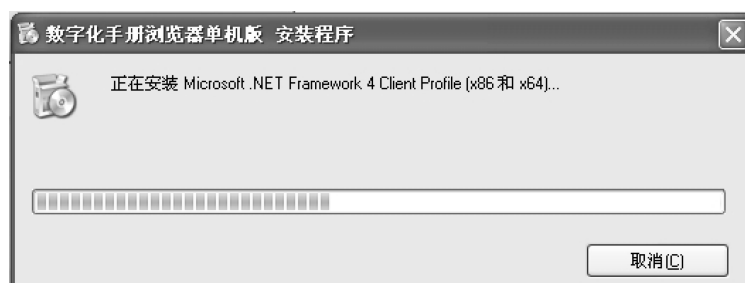 数字化手册浏览器单机版 安装程序
正在安装 Microsoft .NET Framework 4 Client Profile (x86 和 x64)...
取消(C)